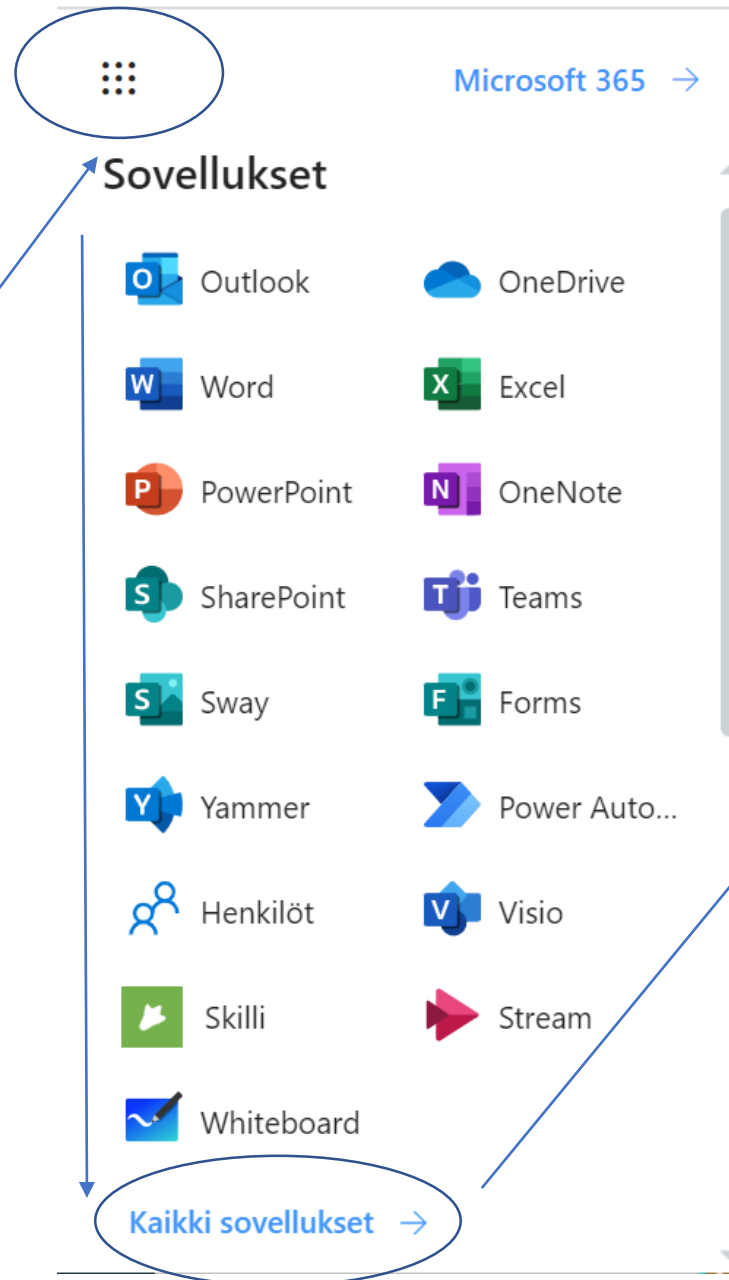 Microsoft 365 →
Sovellukset
Outlook OneDrive
Word Excel
PowerPoint OneNote
SharePoint Teams
Sway Forms
Yammer Power Auto...
Henkilöt Visio
Skilli Stream
Whiteboard
Kaikki sovellukset →